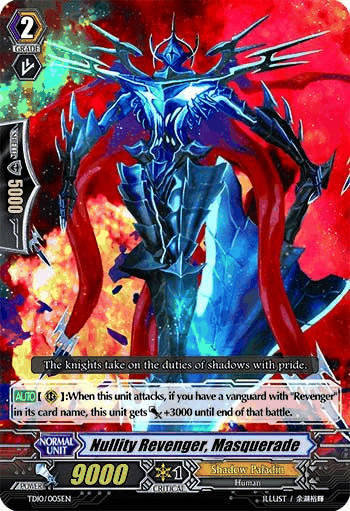 2
GRADE
SHIELD
5000
The knights take on the duties of shadows with pride.
AUTO [ ]:When this unit attacks, if you have a vanguard with "Revenger"
in its card name, this unit gets +3000 until end of that battle.
NORMAL
UNIT
Nullity Revenger, Masquerade
POWER
9000
1
CRITICAL
Shadow Paladin
Human
TD10/005EN
ILLUST / 余湖裕輝